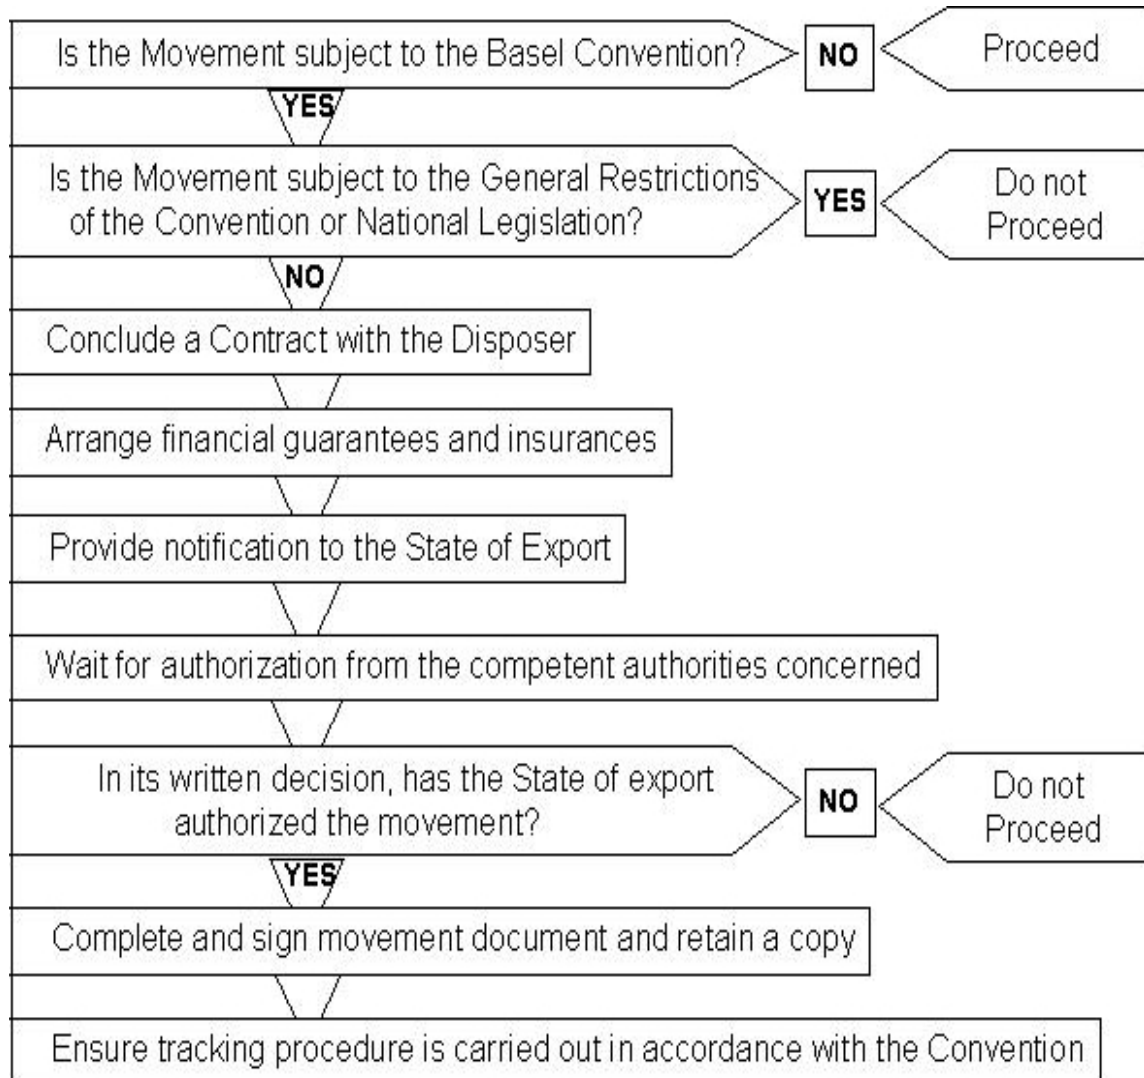 Is the Movement subject to the Basel Convention?
NO
Proceed
YES
Is the Movement subject to the General Restrictions
of the Convention or National Legislation?
YES
Do not
Proceed
NO
Conclude a Contract with the Disposer
Arrange financial guarantees and insurances
Provide notification to the State of Export
Wait for authorization from the competent authorities concerned
In its written decision, has the State of export
authorized the movement?
NO
Do not
Proceed
YES
Complete and sign movement document and retain a copy
Ensure tracking procedure is carried out in accordance with the Convention